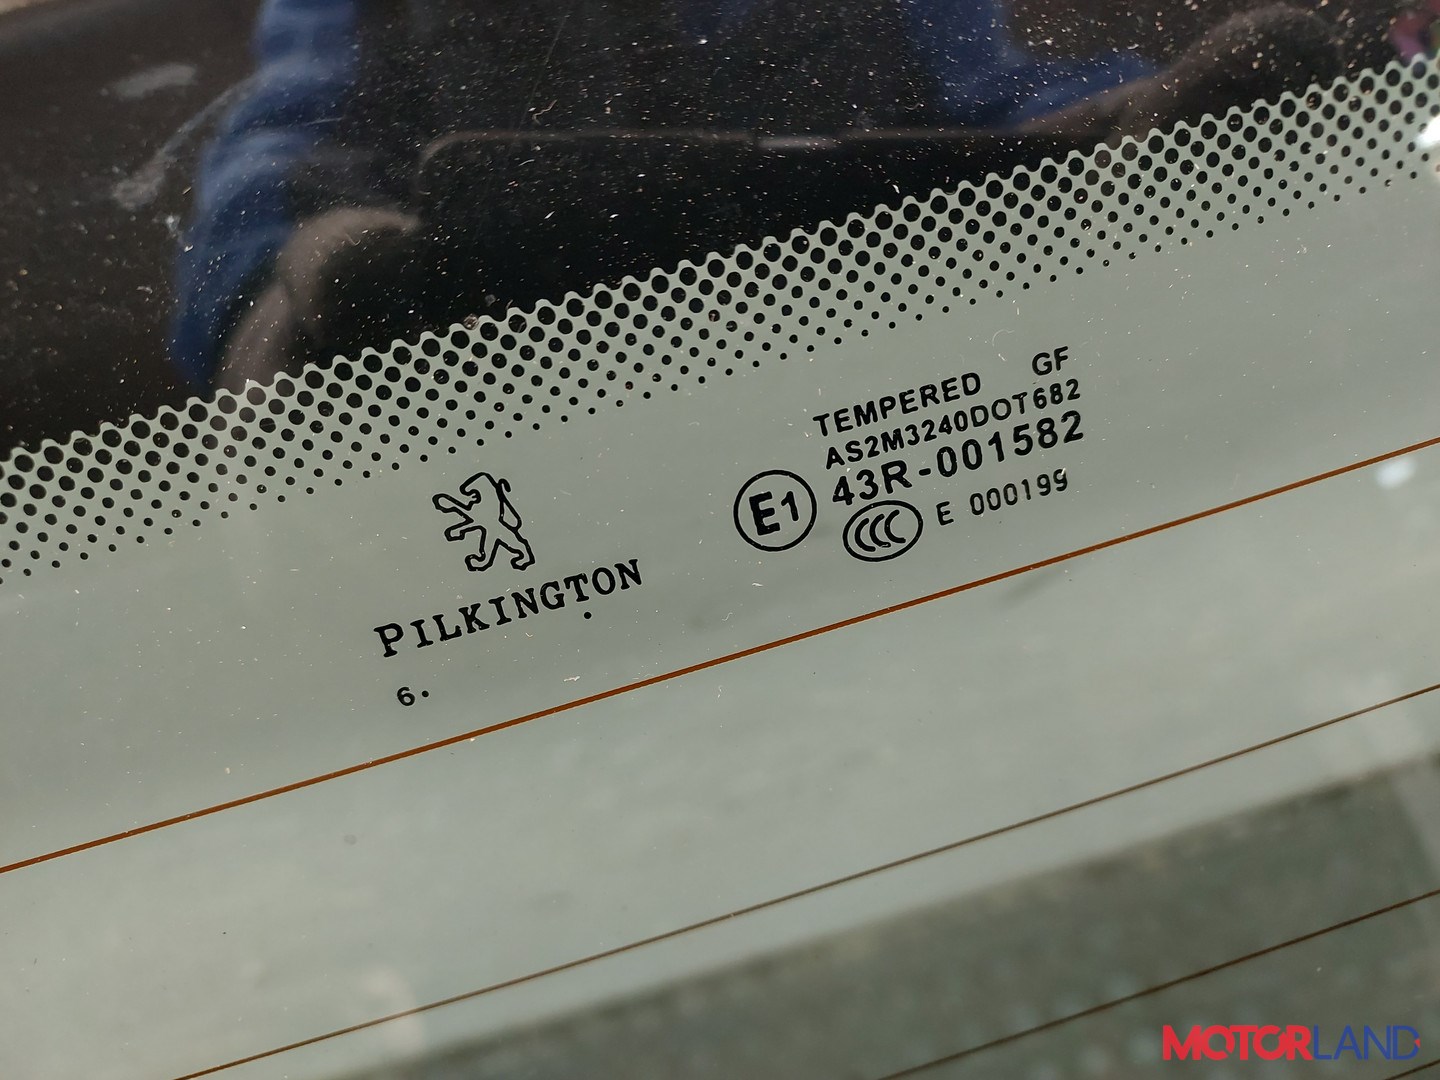 TEMPERED GF
AS2M3240DOT682
43R-001582
E1
CCC E 000199
PILKINGTON
6.
MOTORLAND